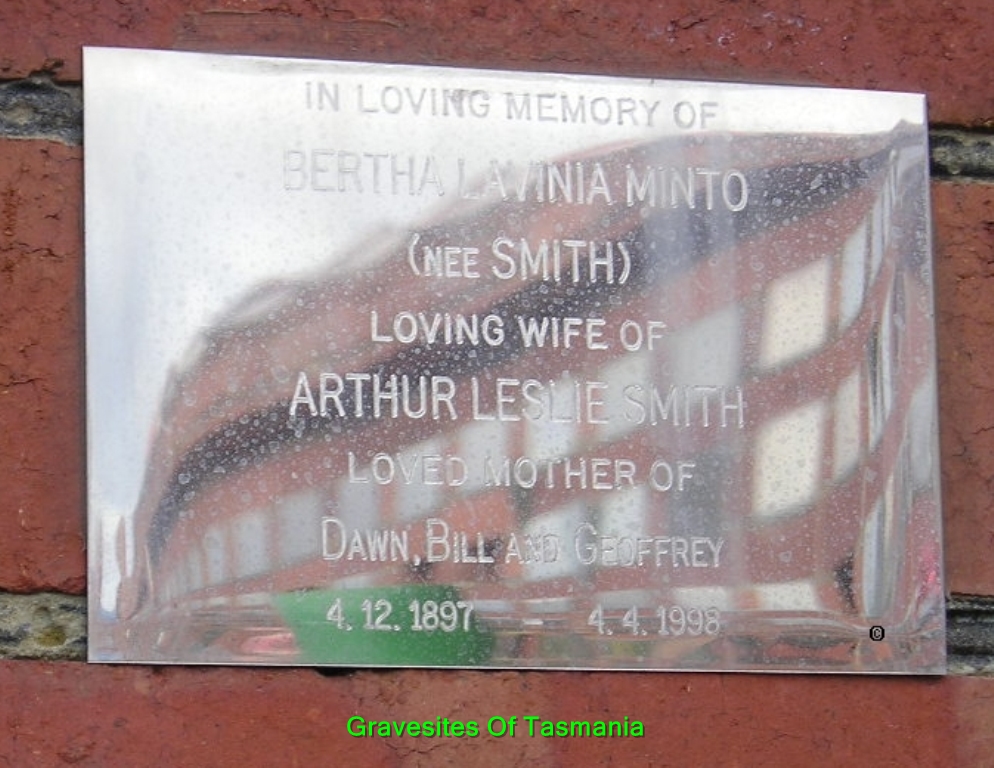 IN LOVING MEMORY OF
BERTHA LAVINIA MINTO
(NEE SMITH)
LOVING WIFE OF
ARTHUR LESLIE SMITH
LOVED MOTHER OF
DAWN, BILL AND GEOFFREY
4. 12. 1897 - 4. 4. 1998
©
Gravesites Of Tasmania